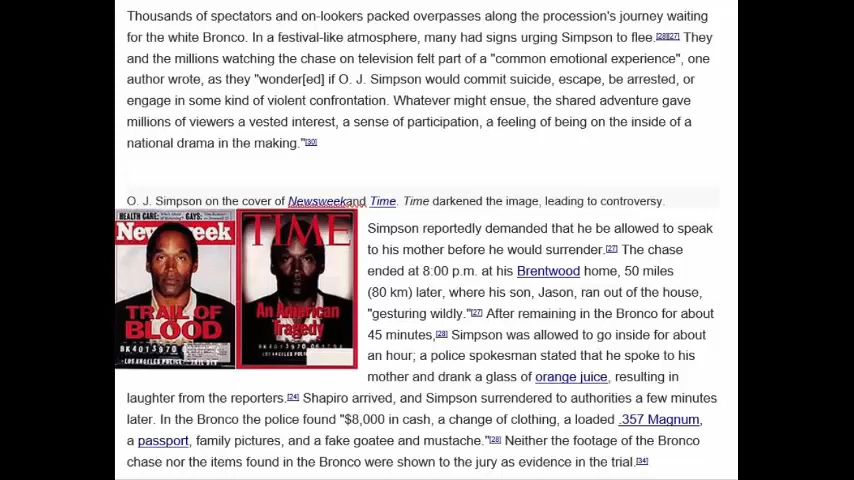 Thousands of spectators and on-lookers packed overpasses along the procession's journey waiting
for the white Bronco. In a festival-like atmosphere, many had signs urging Simpson to flee.[28][27] They
and the millions watching the chase on television felt part of a "common emotional experience", one
author wrote, as they "wonder[ed] if O. J. Simpson would commit suicide, escape, be arrested, or
engage in some kind of violent confrontation. Whatever might ensue, the shared adventure gave
millions of viewers a vested interest, a sense of participation, a feeling of being on the inside of a
national drama in the making."[30]
O. J. Simpson on the cover of Newsweekand Time. Time darkened the image, leading to controversy.
HEALTH CARE: GAYS:
Newsweek
TRAIL OF
BLOOD
BK4013970
LOS ANGELES POLICE
TIME
An American
Tragedy
BK4013970 061794
LOS ANGELES POLICE
Simpson reportedly demanded that he be allowed to speak
to his mother before he would surrender.[27] The chase
ended at 8:00 p.m. at his Brentwood home, 50 miles
(80 km) later, where his son, Jason, ran out of the house,
"gesturing wildly."[27] After remaining in the Bronco for about
45 minutes,[28] Simpson was allowed to go inside for about
an hour; a police spokesman stated that he spoke to his
mother and drank a glass of orange juice, resulting in
laughter from the reporters.[24] Shapiro arrived, and Simpson surrendered to authorities a few minutes
later. In the Bronco the police found "$8,000 in cash, a change of clothing, a loaded .357 Magnum,
a passport, family pictures, and a fake goatee and mustache."[28] Neither the footage of the Bronco
chase nor the items found in the Bronco were shown to the jury as evidence in the trial.[34]